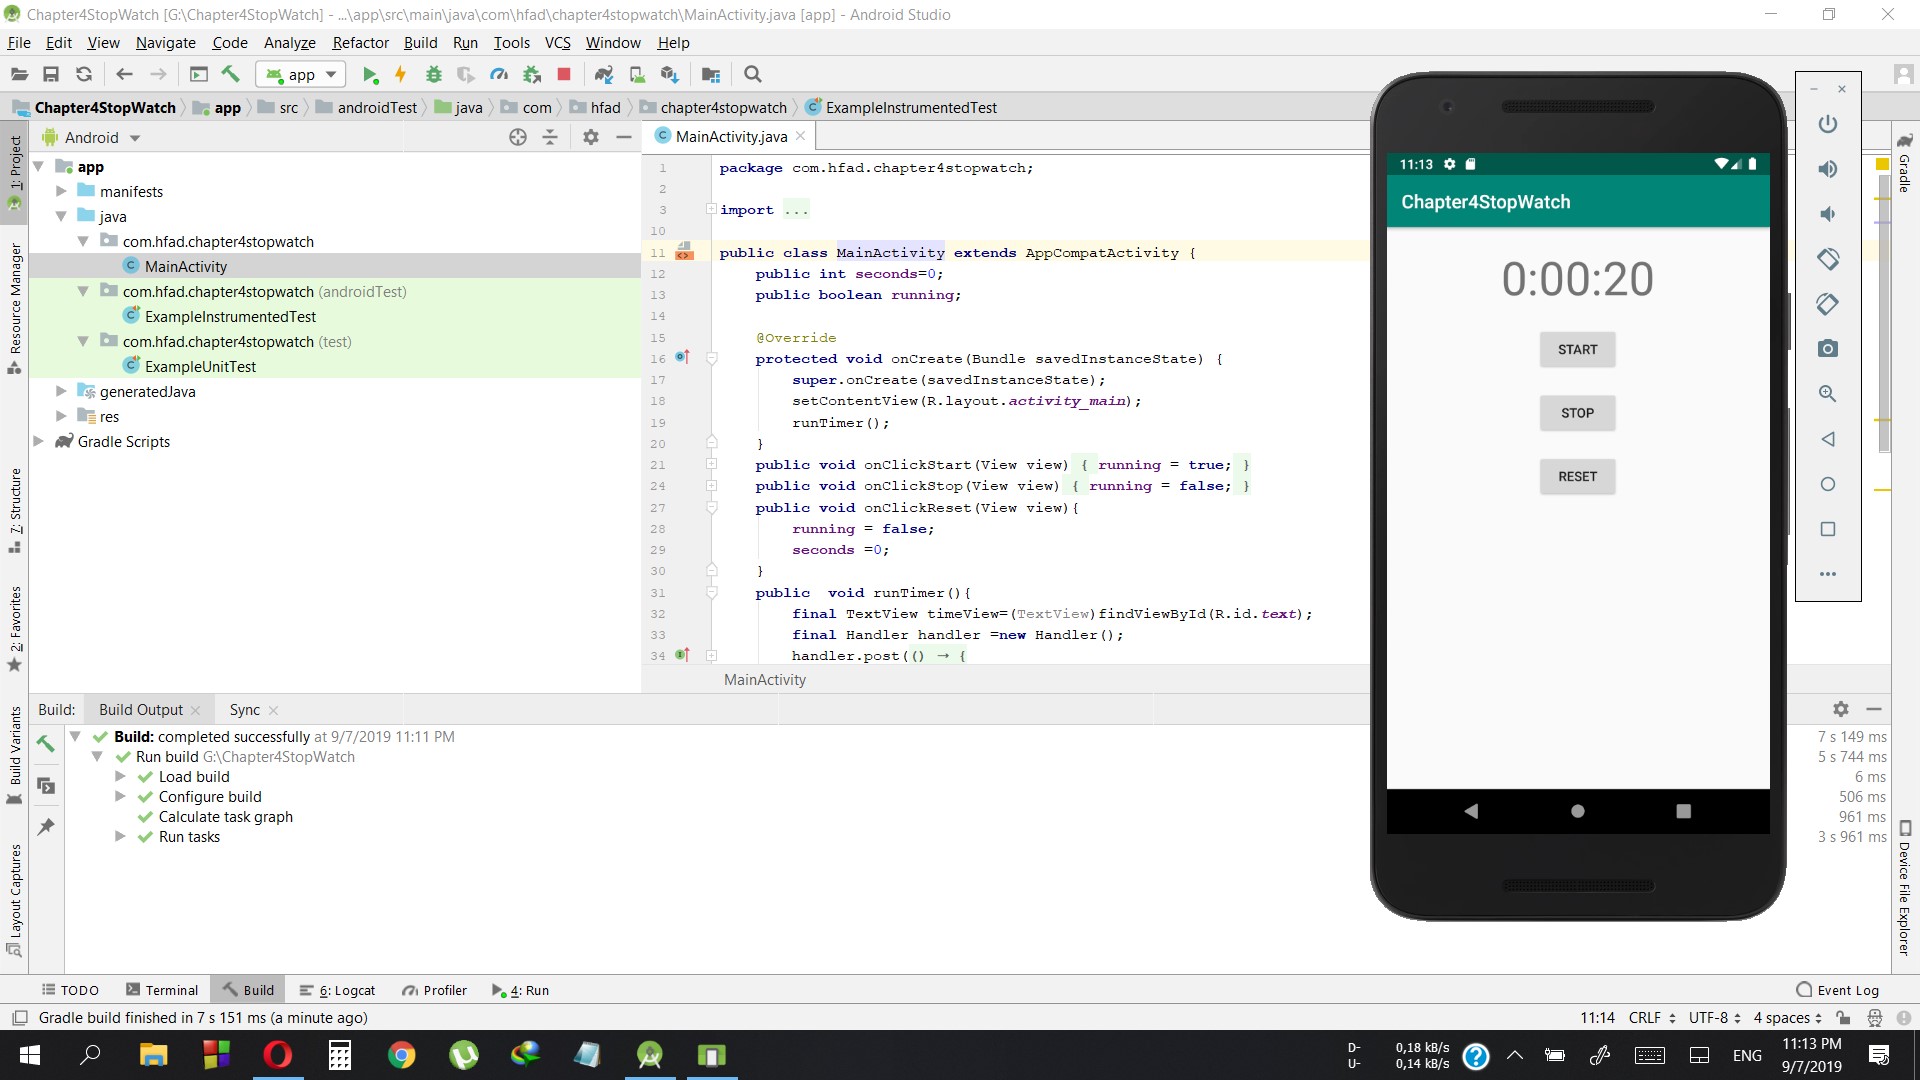 Chapter4StopWatch [G:\Chapter4StopWatch] - ...\app\src\main\java\com\hfad\chapter4stopwatch\MainActivity.java [app] - Android Studio
File Edit View Navigate Code Analyze Refactor Build Run Tools VCS Window Help
app
Chapter4StopWatch app src androidTest java com hfad chapter4stopwatch ExampleInstrumentedTest
Android
MainActivity.java
1: Project
Resource Manager
7: Structure
2: Favorites
Build Variants
Layout Captures
app
manifests
java
com.hfad.chapter4stopwatch
MainActivity
com.hfad.chapter4stopwatch (androidTest)
ExampleInstrumentedTest
com.hfad.chapter4stopwatch (test)
ExampleUnitTest
generatedJava
res
Gradle Scripts
1 package com.hfad.chapter4stopwatch;
2
3 import ...
10
11 public class MainActivity extends AppCompatActivity {
12 public int seconds=0;
13 public boolean running;
14
15 @Override
16 protected void onCreate(Bundle savedInstanceState) {
17 super.onCreate(savedInstanceState);
18 setContentView(R.layout.activity_main);
19 runTimer();
20 }
21 public void onClickStart(View view) { running = true; }
24 public void onClickStop(View view) { running = false; }
27 public void onClickReset(View view){
28 running = false;
29 seconds =0;
30 }
31 public void runTimer(){
32 final TextView timeView=(TextView)findViewById(R.id.text);
33 final Handler handler =new Handler();
34 handler.post(() → {
MainActivity
11:13
Chapter4StopWatch
0:00:20
START
STOP
RESET
Gradle
Device File Explorer
Build: Build Output Sync
Build: completed successfully at 9/7/2019 11:11 PM 7 s 149 ms
Run build G:\Chapter4StopWatch 5 s 744 ms
Load build 6 ms
Configure build 506 ms
Calculate task graph 961 ms
Run tasks 3 s 961 ms
TODO Terminal Build 6: Logcat Profiler 4: Run Event Log
Gradle build finished in 7 s 151 ms (a minute ago) 11:14 CRLF UTF-8 4 spaces
D- 0,18 kB/s
U- 0,14 kB/s
ENG
11:13 PM
9/7/2019